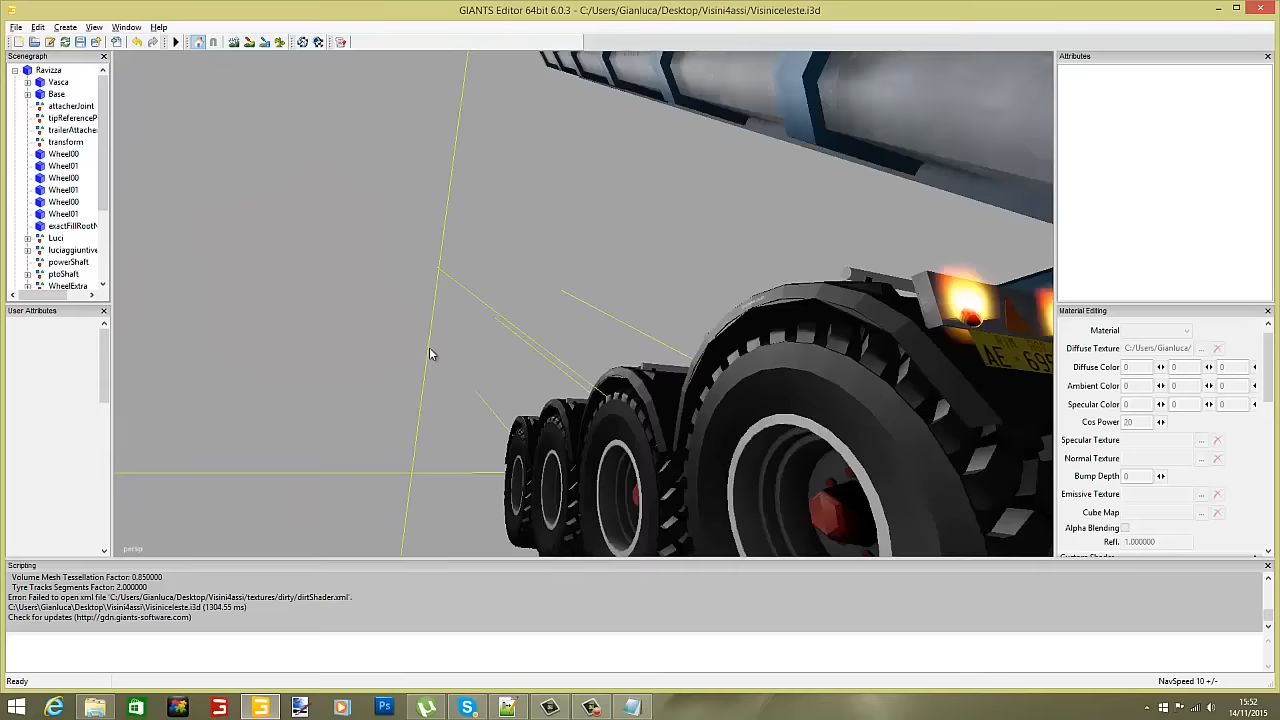 GIANTS Editor 64bit 6.0.3 - C:/Users/Gianluca/Desktop/Visini4assi/Visiniceleste.i3d
File Edit Create View Window Help
Scenegraph
Ravizza
Vasca
Base
attacherJoint
tipReferenceP
trailerAttache
transform
Wheel00
Wheel01
Wheel00
Wheel01
Wheel00
Wheel01
exactFillRootN
Luci
luciaggiuntive
powerShaft
ptoShaft
WheelExtra
User Attributes
persp
AE - 695
Attributes
Material Editing
Material
Diffuse Texture C:/Users/Gianluca/ ...
Diffuse Color 0 0 0
Ambient Color 0 0 0
Specular Color 0 0 0
Cos Power 20
Specular Texture ...
Normal Texture ...
Bump Depth 0
Emissive Texture ...
Cube Map ...
Alpha Blending
Refl. 1.000000
Scripting
Volume Mesh Tessellation Factor: 0.850000
Tyre Tracks Segments Factor: 2.000000
Error: Failed to open xml file 'C:/Users/Gianluca/Desktop/Visini4assi/textures/dirty/dirtShader.xml'.
C:\Users\Gianluca\Desktop\Visini4assi\Visiniceleste.i3d (1304.55 ms)
Check for updates (http://gdn.giants-software.com)
Ready
NavSpeed 10 +/-
Ps
15:52
14/11/2015